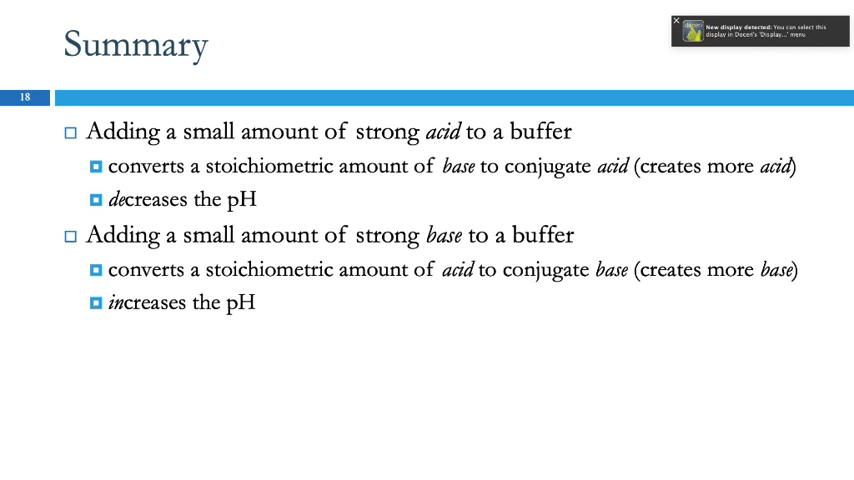 Summary
New display detected: You can select this
display in Doceri's 'Display...' menu
18
Adding a small amount of strong acid to a buffer
converts a stoichiometric amount of base to conjugate acid (creates more acid)
decreases the pH
Adding a small amount of strong base to a buffer
converts a stoichiometric amount of acid to conjugate base (creates more base)
increases the pH